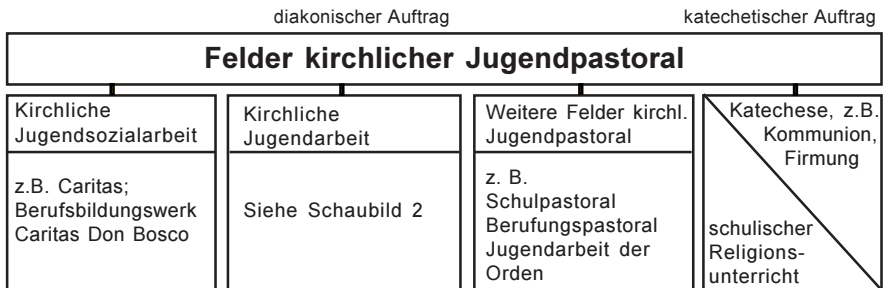 diakonischer Auftrag
katechetischer Auftrag
Felder kirchlicher Jugendpastoral
Kirchliche
Jugendsozialarbeit
z.B. Caritas;
Berufsbildungswerk
Caritas Don Bosco
Kirchliche
Jugendarbeit
Siehe Schaubild 2
Weitere Felder kirchl.
Jugendpastoral
z. B.
Schulpastoral
Berufungspastoral
Jugendarbeit der
Orden
Katechese, z.B.
Kommunion,
Firmung
schulischer
Religions-
unterricht